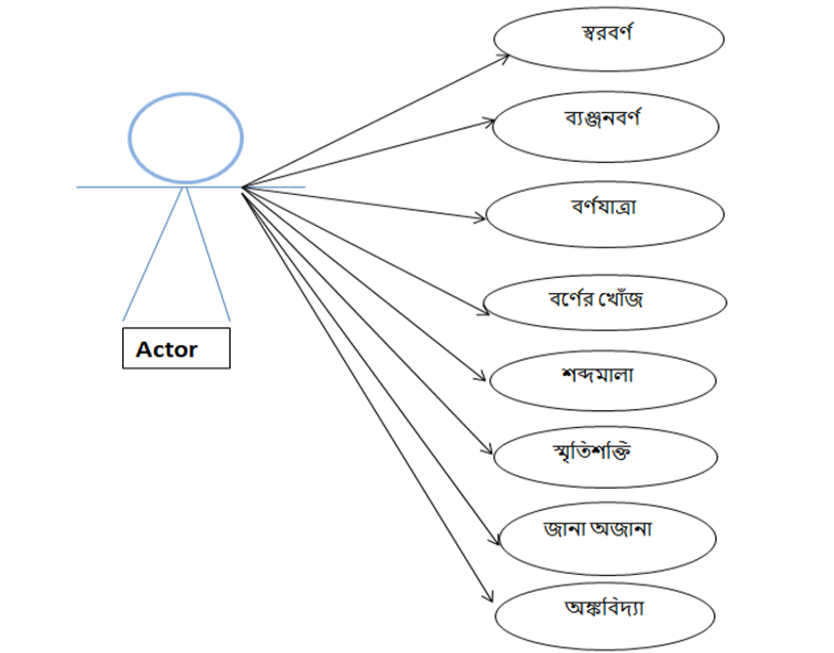 স্বরবর্ণ
ব্যঞ্জনবর্ণ
বর্ণযাত্রা
বর্ণের খোঁজ
Actor
শব্দমালা
স্মৃতিশক্তি
জানা অজানা
অঙ্কবিদ্যা